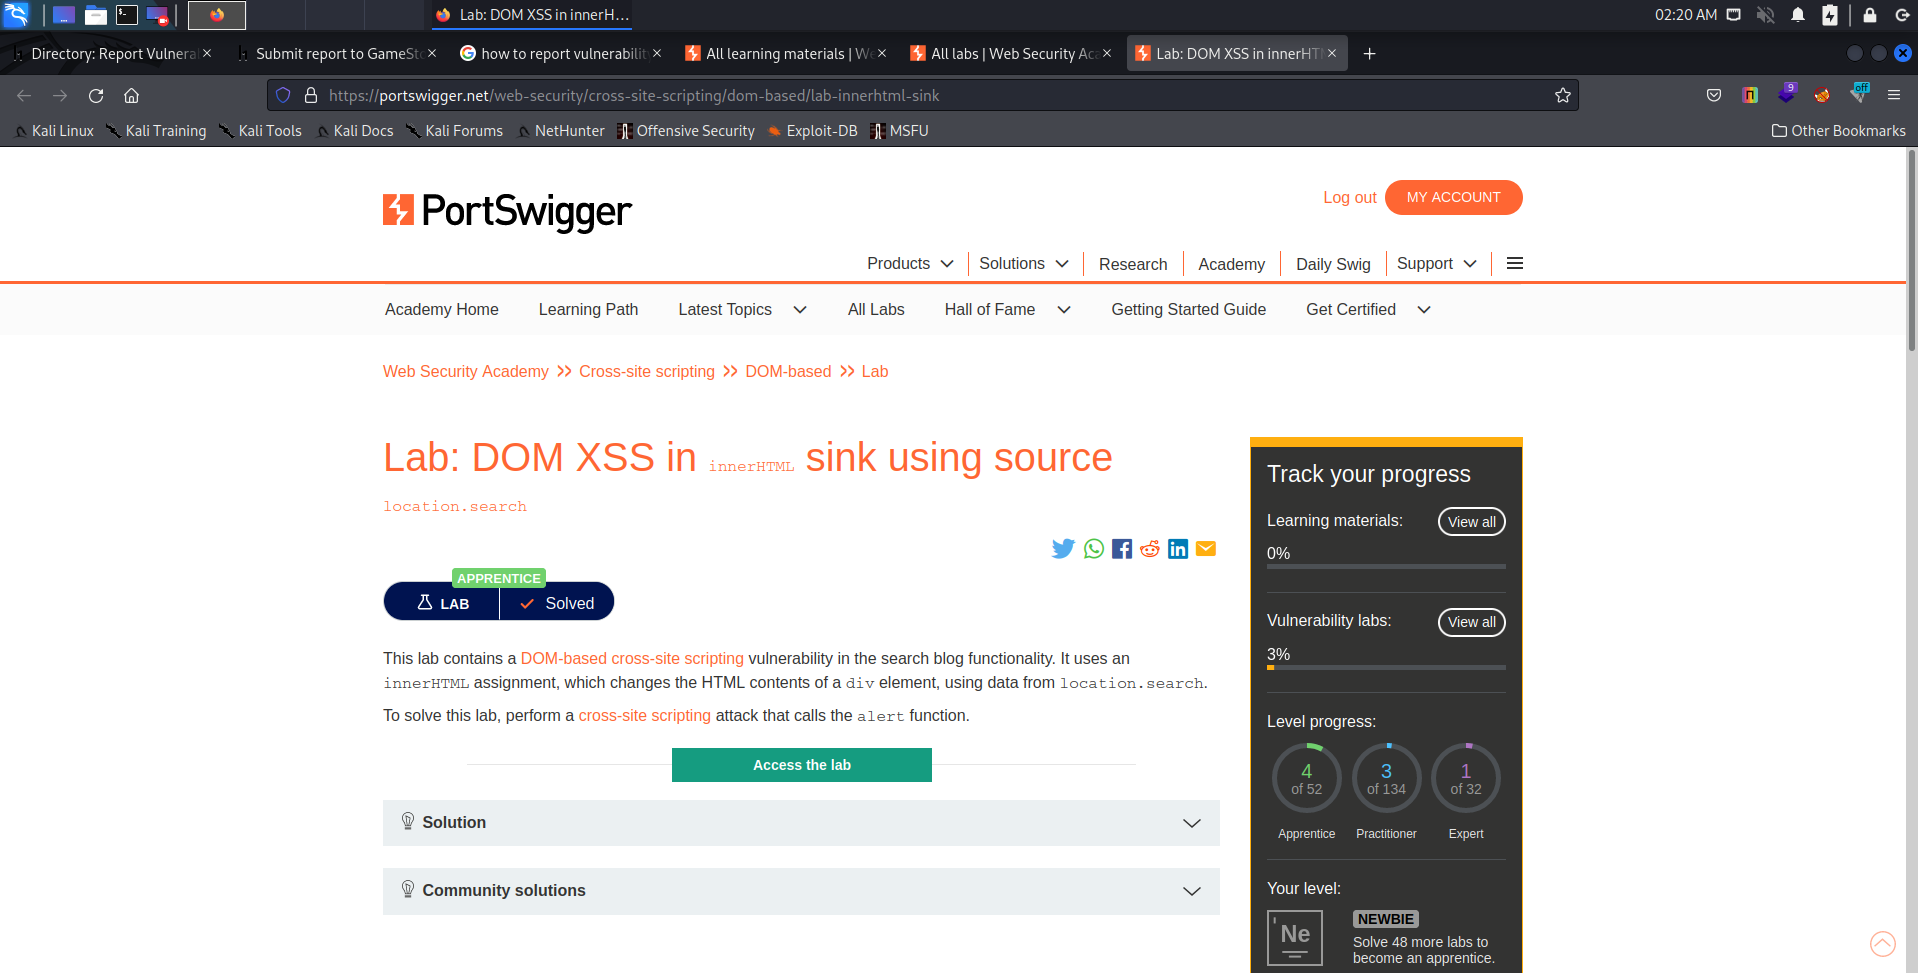 Lab: DOM XSS in innerH...
02:20 AM
Directory: Report Vulnera
Submit report to GameSto
how to report vulnerabilit
All learning materials | We
All labs | Web Security Aca
Lab: DOM XSS in innerHT
9
off
https://portswigger.net/web-security/cross-site-scripting/dom-based/lab-innerhtml-sink
Kali Linux
Kali Training
Kali Tools
Kali Docs
Kali Forums
NetHunter
Offensive Security
Exploit-DB
MSFU
Other Bookmarks
PortSwigger
Log out
MY ACCOUNT
Products
Solutions
Research
Academy
Daily Swig
Support
Academy Home
Learning Path
Latest Topics
All Labs
Hall of Fame
Getting Started Guide
Get Certified
Web Security Academy >> Cross-site scripting >> DOM-based >> Lab
Lab: DOM XSS in innerHTML sink using source
location.search
APPRENTICE
LAB
Solved
This lab contains a DOM-based cross-site scripting vulnerability in the search blog functionality. It uses an
innerHTML assignment, which changes the HTML contents of a div element, using data from location.search.
To solve this lab, perform a cross-site scripting attack that calls the alert function.
Access the lab
Solution
Community solutions
Track your progress
Learning materials:
View all
0%
Vulnerability labs:
View all
3%
Level progress:
4
of 52
Apprentice
3
of 134
Practitioner
1
of 32
Expert
Your level:
Ne
NEWBIE
Solve 48 more labs to
become an apprentice.